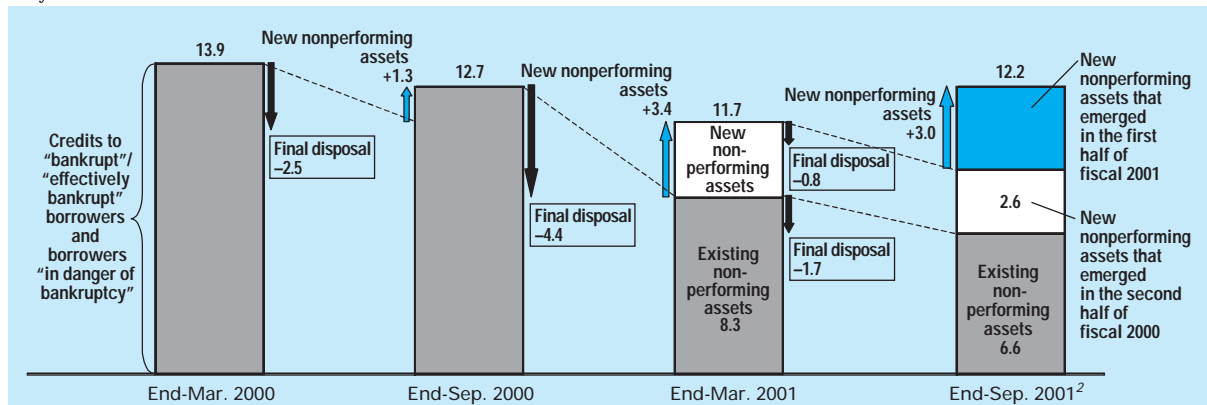 13.9
Credits to
“bankrupt”/
“effectively
bankrupt”
borrowers
and
borrowers
“in danger of
bankruptcy”
Final disposal
–2.5
End-Mar. 2000
New nonperforming
assets
+1.3
12.7
Final disposal
–4.4
End-Sep. 2000
New nonperforming
assets
+3.4
11.7
New
non-
performing
assets
Final disposal
–0.8
Existing
non-
performing
assets
8.3
Final disposal
–1.7
End-Mar. 2001
New nonperforming
assets
+3.0
12.2
2.6
Existing
non-
performing
assets
6.6
End-Sep. 2001²
New
nonperforming
assets that
emerged
in the first
half of
fiscal 2001
New
nonperforming
assets that
emerged
in the second
half of
fiscal 2000